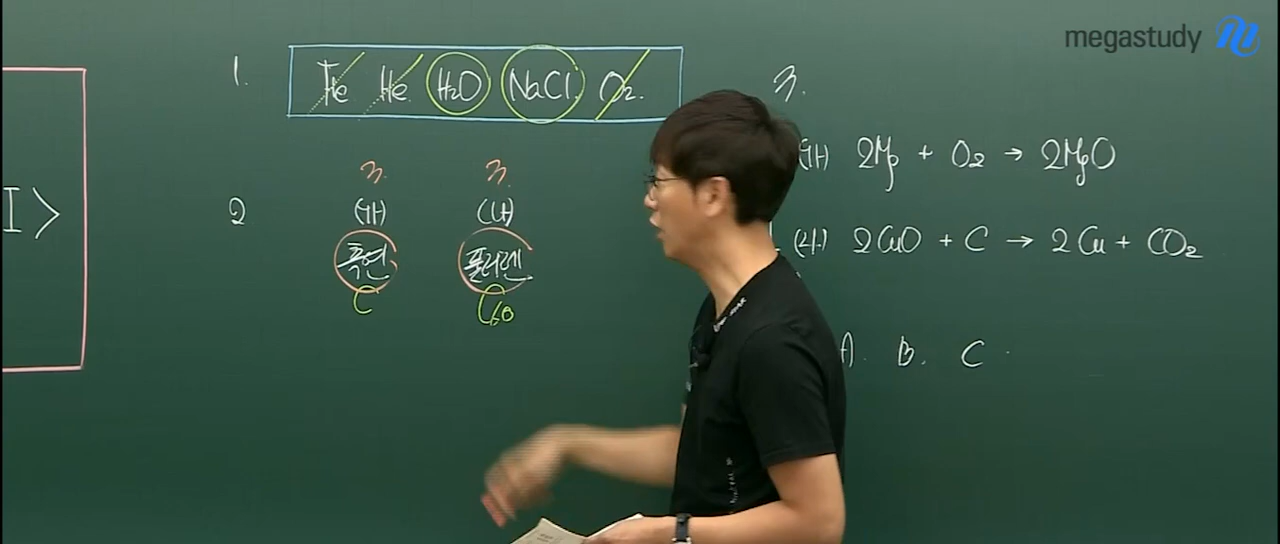 megastudy
1. Fe He H₂O NaCl O₂.
2
3. 3.
(가) (나)
흑연 풀러렌
C C₆₀
I >
3.
(가) 2Mg + O₂ → 2MgO
(나) 2CuO + C → 2Cu + CO₂
A. B. C.